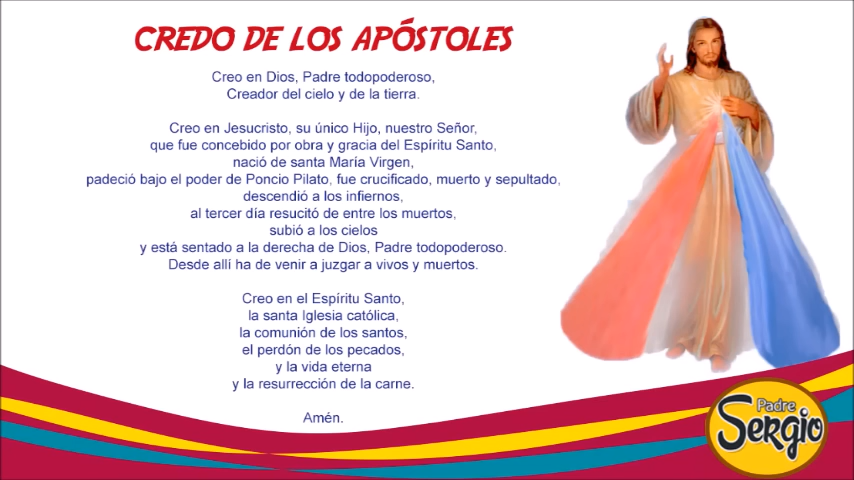 CREDO DE LOS APÓSTOLES
Creo en Dios, Padre todopoderoso,
Creador del cielo y de la tierra.
Creo en Jesucristo, su único Hijo, nuestro Señor,
que fue concebido por obra y gracia del Espíritu Santo,
nació de santa María Virgen,
padeció bajo el poder de Poncio Pilato, fue crucificado, muerto y sepultado,
descendió a los infiernos,
al tercer día resucitó de entre los muertos,
subió a los cielos
y está sentado a la derecha de Dios, Padre todopoderoso.
Desde allí ha de venir a juzgar a vivos y muertos.
Creo en el Espíritu Santo,
la santa Iglesia católica,
la comunión de los santos,
el perdón de los pecados,
y la vida eterna
y la resurrección de la carne.
Amén.
Padre
Sergio